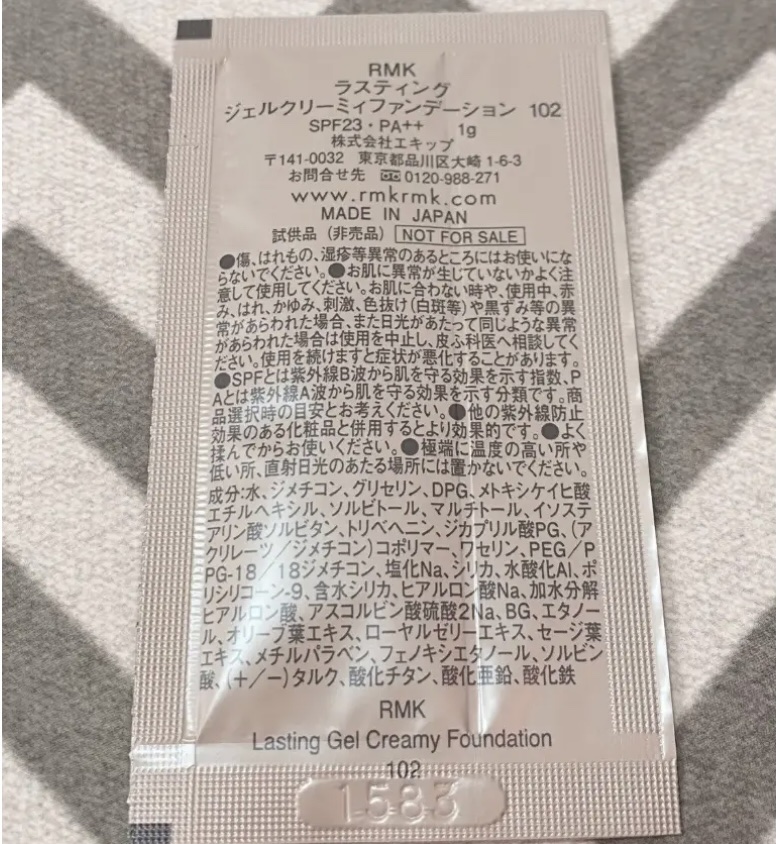 RMK
ラスティング
ジェルクリーミィファンデーション 102
SPF23・PA++ 1g
株式会社エキップ
〒141-0032 東京都品川区大崎 1-6-3
お問合せ先 0120-988-271
www.rmkrmk.com
MADE IN JAPAN
試供品（非売品） NOT FOR SALE
●傷、はれもの、湿疹等異常のあるところにはお使いにな
らないでください。●お肌に異常が生じていないかよく注
意して使用してください。お肌に合わない時や、使用中、赤
み、はれ、かゆみ、刺激、色抜け(白斑等)や黒ずみ等の異
常があらわれた場合、また日光があたって同じような異常
があらわれた場合は使用を中止し、皮ふ科医へ相談してく
ださい。使用を続けますと症状が悪化することがあります。
●SPFとは紫外線B波から肌を守る効果を示す指数、P
Aとは紫外線A波から肌を守る効果を示す分類です。商
品選択時の目安とお考えください。●他の紫外線防止
効果のある化粧品と併用するとより効果的です。●よく
揉んでからお使いください。●極端に温度の高い所や
低い所、直射日光のあたる場所には置かないでください。
成分:水、ジメチコン、グリセリン、DPG、メトキシケイヒ酸
エチルヘキシル、ソルビトール、マルチトール、イソステ
アリン酸ソルビタン、トリベヘニン、ジカプリル酸PG、(ア
クリレーツ／ジメチコン)コポリマー、ワセリン、PEG／P
PG-18／18ジメチコン、塩化Na、シリカ、水酸化Al、ポ
リシリコーン-9、含水シリカ、ヒアルロン酸Na、加水分解
ヒアルロン酸、アスコルビン酸硫酸2Na、BG、エタノー
ル、オリーブ葉エキス、ローヤルゼリーエキス、セージ葉
エキス、メチルパラベン、フェノキシエタノール、ソルビン
酸、(＋／−)タルク、酸化チタン、酸化亜鉛、酸化鉄
RMK
Lasting Gel Creamy Foundation
102
1583